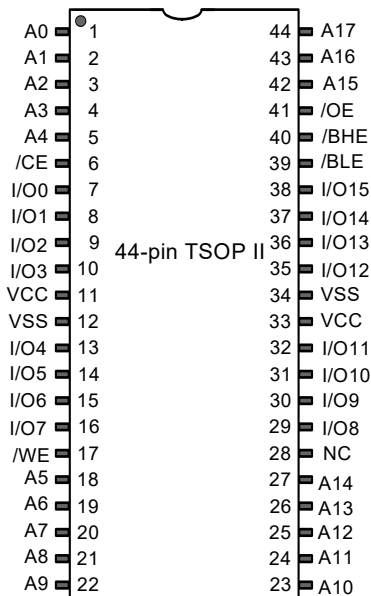 A0 1 44 A17
A1 2 43 A16
A2 3 42 A15
A3 4 41 /OE
A4 5 40 /BHE
/CE 6 39 /BLE
I/O0 7 38 I/O15
I/O1 8 37 I/O14
I/O2 9 36 I/O13
44-pin TSOP II
I/O3 10 35 I/O12
VCC 11 34 VSS
VSS 12 33 VCC
I/O4 13 32 I/O11
I/O5 14 31 I/O10
I/O6 15 30 I/O9
I/O7 16 29 I/O8
/WE 17 28 NC
A5 18 27 A14
A6 19 26 A13
A7 20 25 A12
A8 21 24 A11
A9 22 23 A10